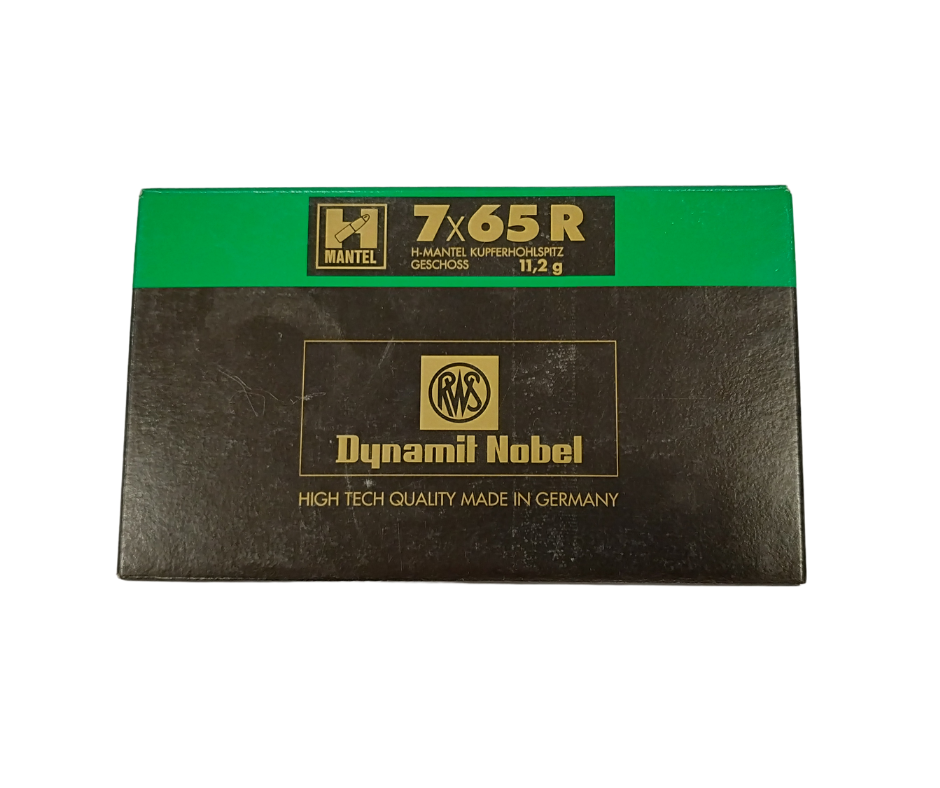 H
MANTEL
7x65 R
H-MANTEL KUPFERHOHLSPITZ
GESCHOSS 11,2 g
RWS
Dynamit Nobel
HIGH TECH QUALITY MADE IN GERMANY